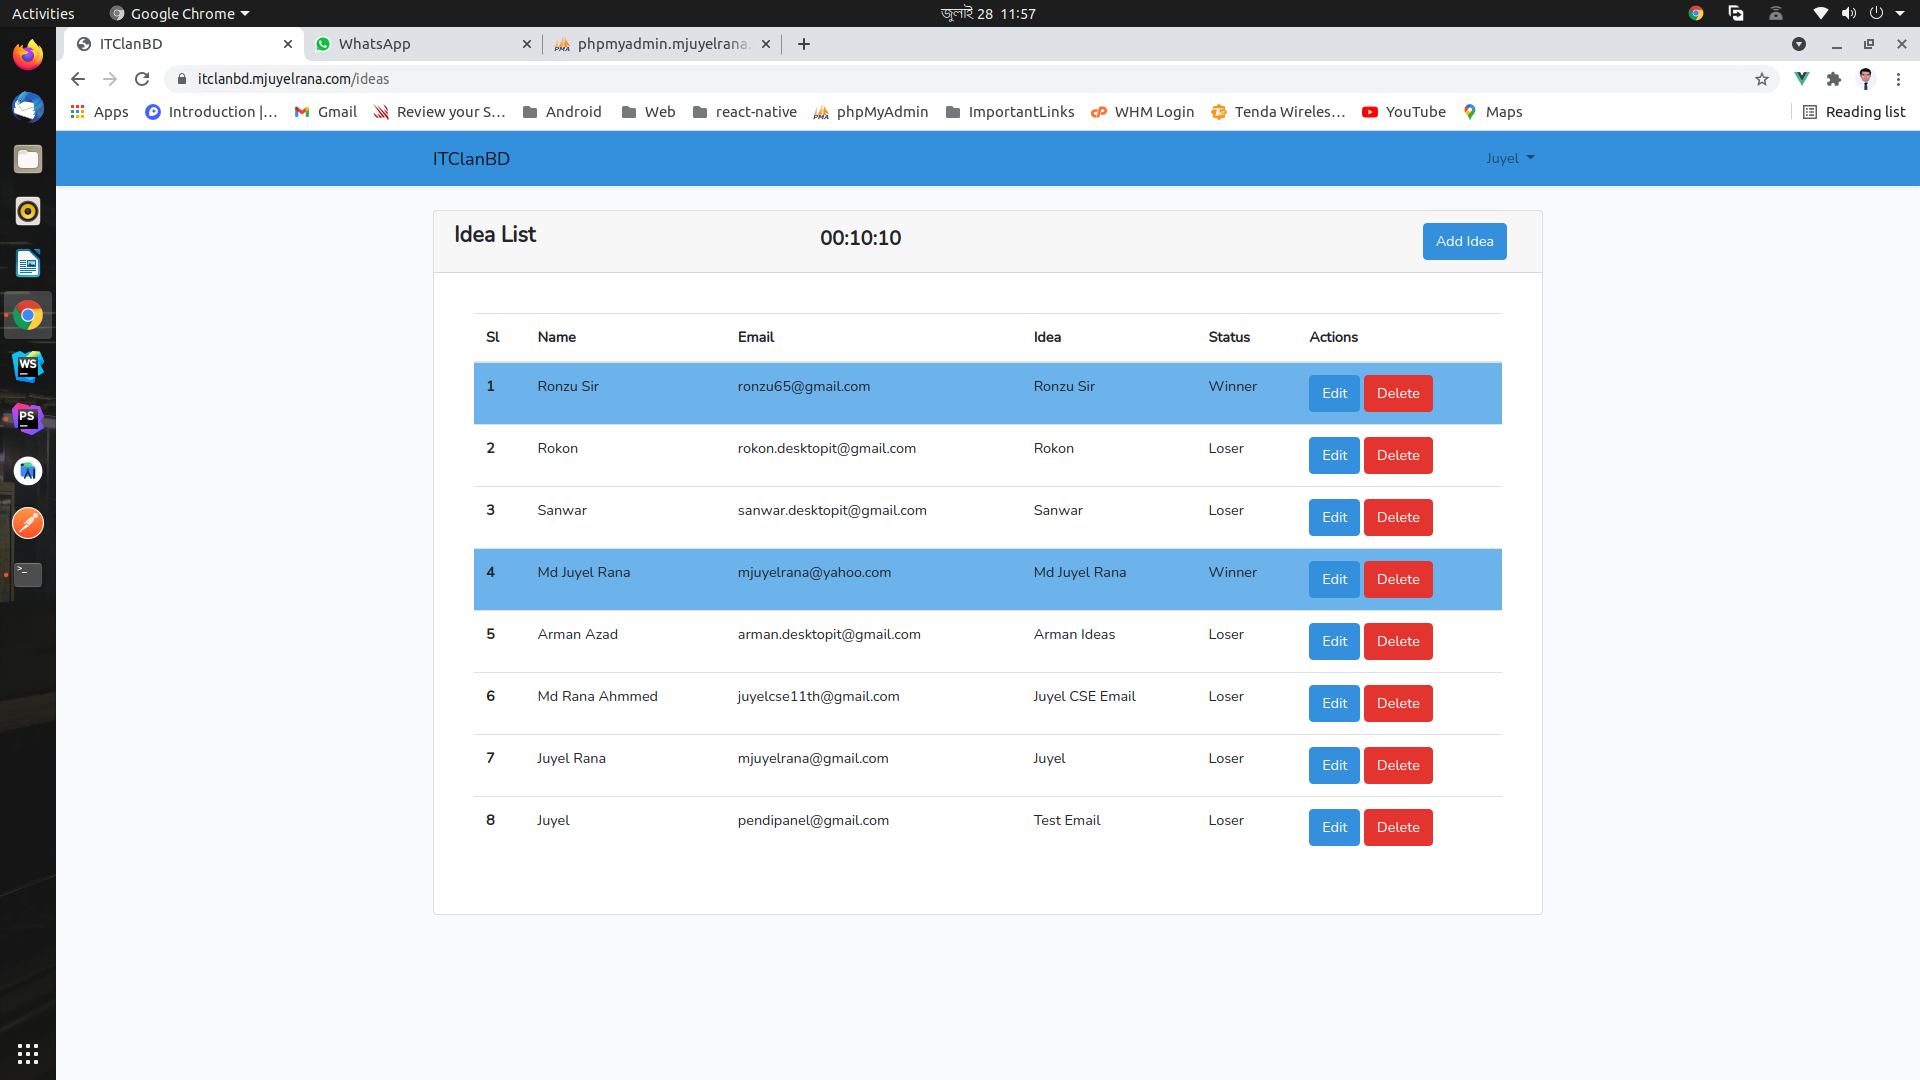 Activities Google Chrome জুলাই 28 11:57
ITClanBD WhatsApp phpmyadmin.mjuyelrana.
itclanbd.mjuyelrana.com/ideas
Apps Introduction |... Gmail Review your S... Android Web react-native phpMyAdmin ImportantLinks WHM Login Tenda Wireles... YouTube Maps Reading list
ITClanBD Juyel
Idea List 00:10:10 Add Idea
Sl Name Email Idea Status Actions
1 Ronzu Sir ronzu65@gmail.com Ronzu Sir Winner Edit Delete
2 Rokon rokon.desktopit@gmail.com Rokon Loser Edit Delete
3 Sanwar sanwar.desktopit@gmail.com Sanwar Loser Edit Delete
4 Md Juyel Rana mjuyelrana@yahoo.com Md Juyel Rana Winner Edit Delete
5 Arman Azad arman.desktopit@gmail.com Arman Ideas Loser Edit Delete
6 Md Rana Ahmmed juyelcse11th@gmail.com Juyel CSE Email Loser Edit Delete
7 Juyel Rana mjuyelrana@gmail.com Juyel Loser Edit Delete
8 Juyel pendipanel@gmail.com Test Email Loser Edit Delete
WS
PS